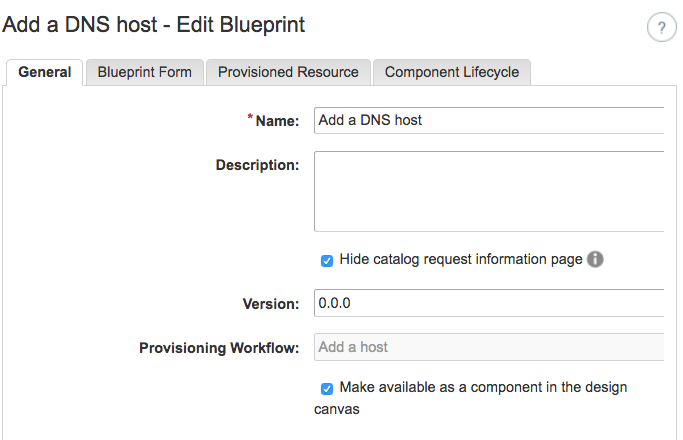 Add a DNS host - Edit Blueprint
?
General
Blueprint Form
Provisioned Resource
Component Lifecycle
* Name:
Add a DNS host
Description:
Hide catalog request information page
i
Version:
0.0.0
Provisioning Workflow:
Add a host
Make available as a component in the design
canvas